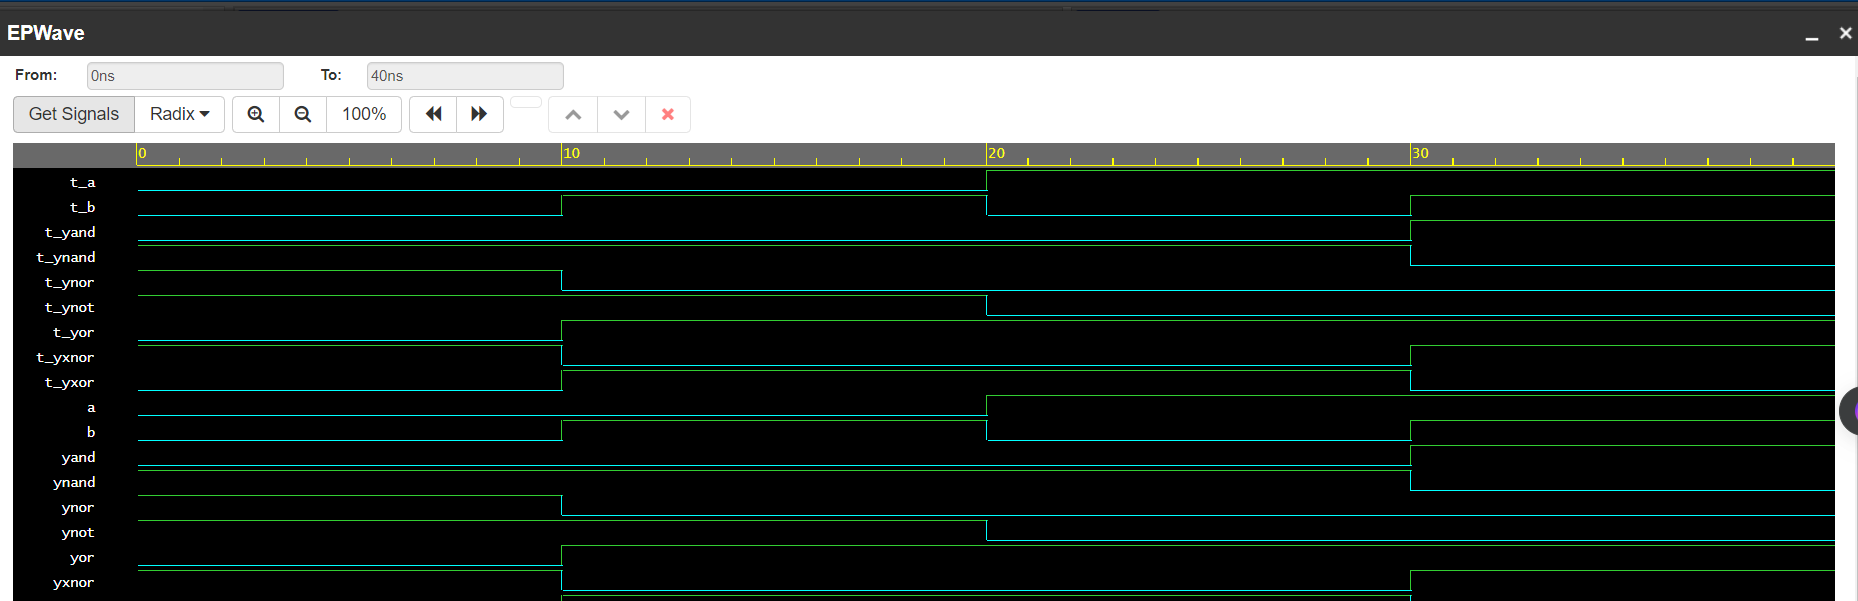 EPWave
From: 0ns To: 40ns
Get Signals Radix 100%
0 10 20 30
t_a
t_b
t_yand
t_ynand
t_ynor
t_ynot
t_yor
t_yxnor
t_yxor
a
b
yand
ynand
ynor
ynot
yor
yxnor